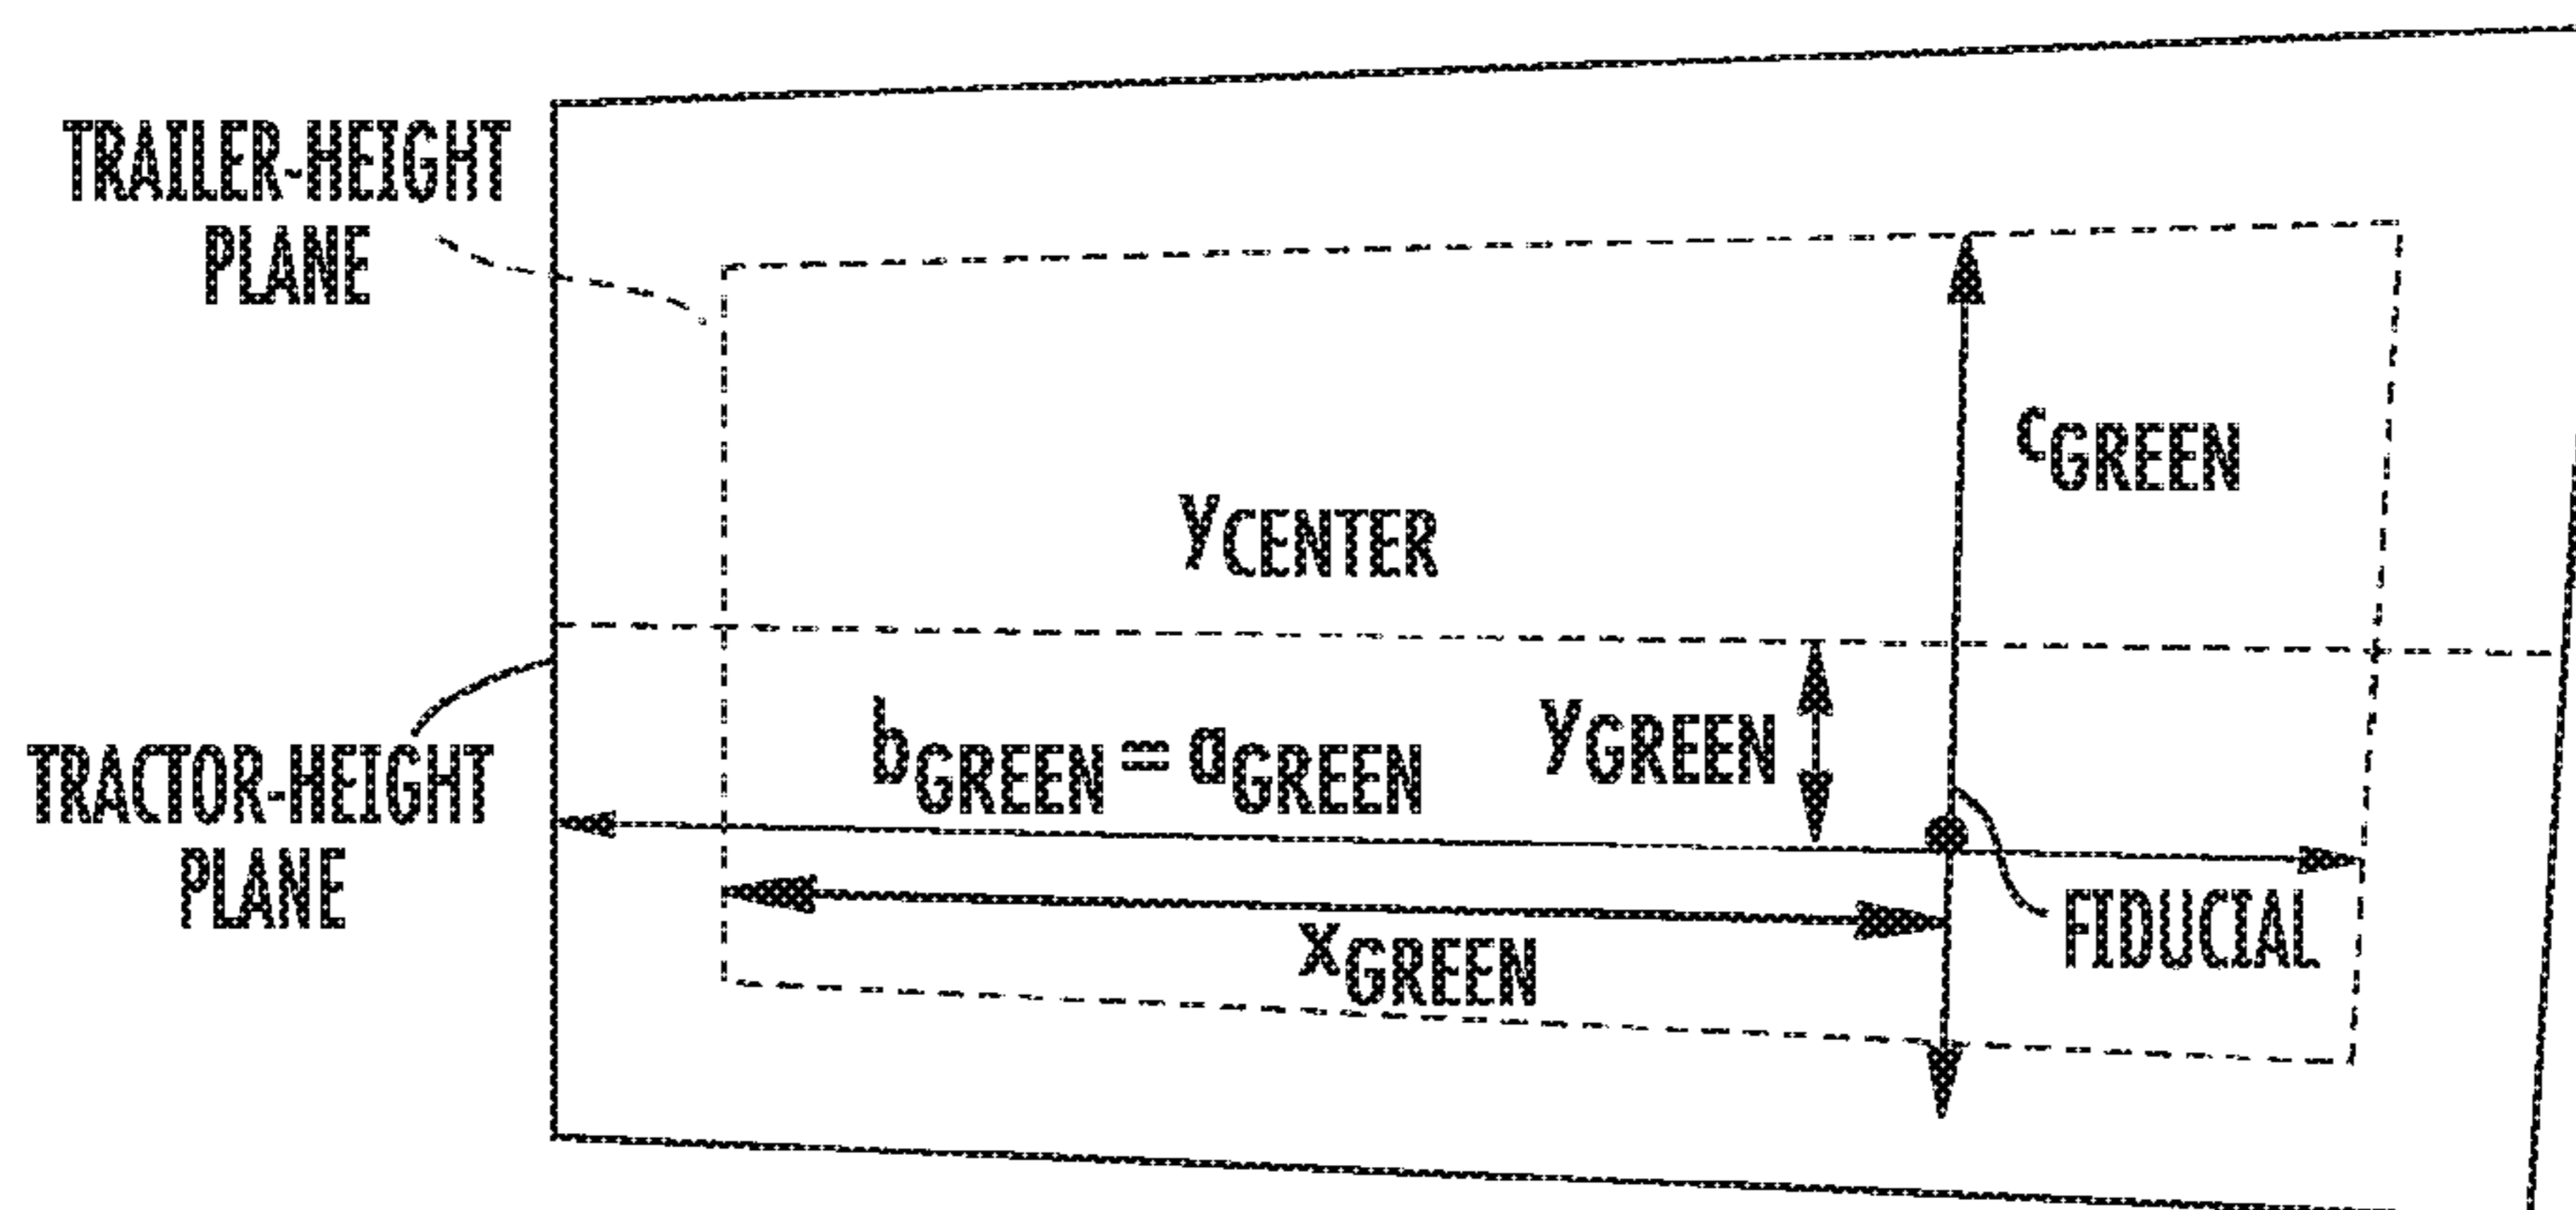 TRAILER-HEIGHT
PLANE
cGREEN
yCENTER
bGREEN = aGREEN
yGREEN
TRACTOR-HEIGHT
PLANE
FIDUCIAL
xGREEN